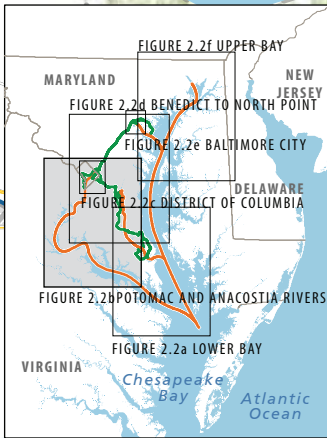 FIGURE 2.2f UPPER BAY
MARYLAND
NEW
JERSEY
FIGURE 2.2d BENEDICT TO NORTH POINT
FIGURE 2.2e BALTIMORE CITY
DELAWARE
FIGURE 2.2c DISTRICT OF COLUMBIA
FIGURE 2.2bPOTOMAC AND ANACOSTIA RIVERS
FIGURE 2.2a LOWER BAY
VIRGINIA
Chesapeake
Bay
Atlantic
Ocean